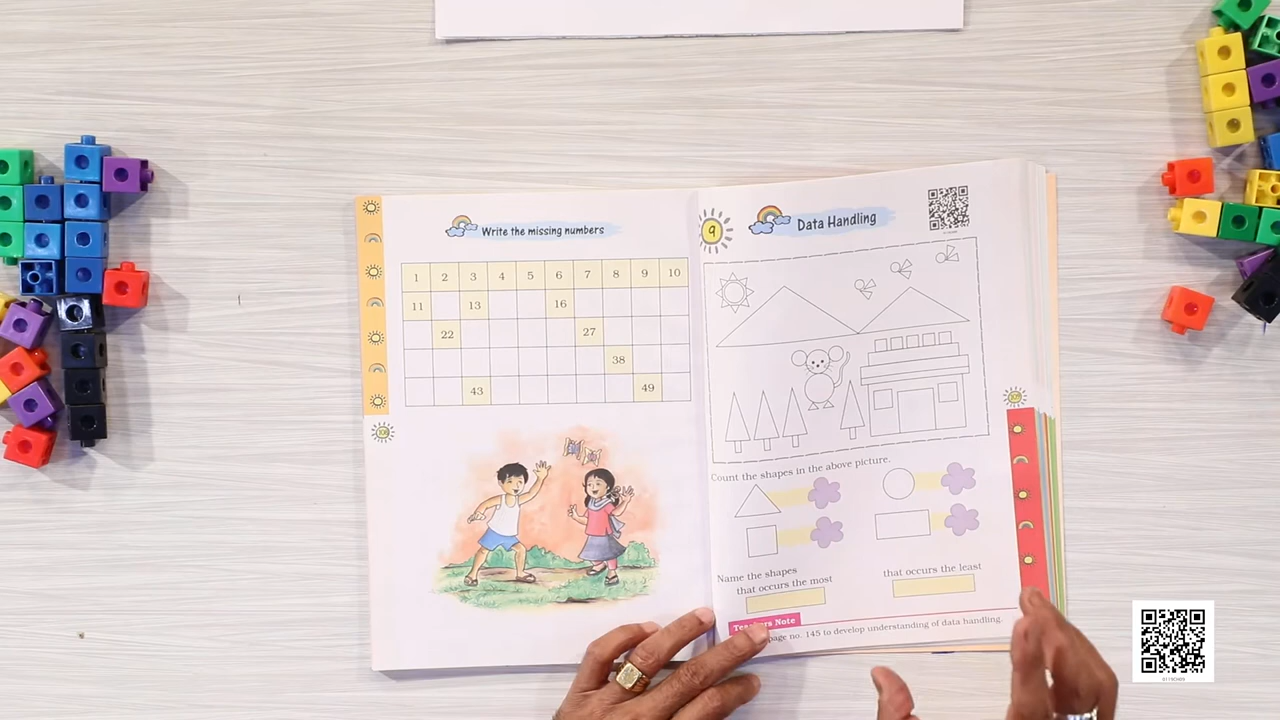 Write the missing numbers
1 2 3 4 5 6 7 8 9 10
11 13 16
22 27
38
43 49
9
Data Handling
Count the shapes in the above picture.
Name the shapes
that occurs the most
that occurs the least
Teachers Note
page no. 145 to develop understanding of data handling.
0119CH09